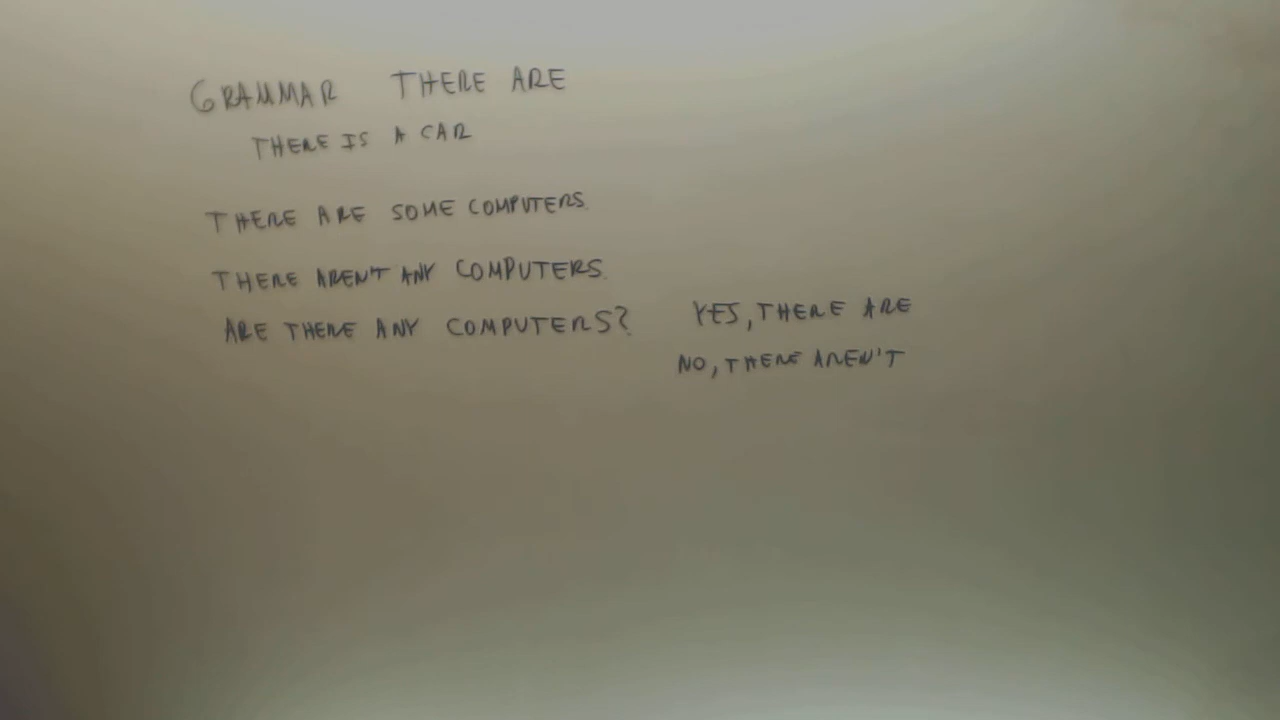 GRAMMAR THERE ARE
THERE IS A CAR
THERE ARE SOME COMPUTERS.
THERE AREN'T ANY COMPUTERS.
ARE THERE ANY COMPUTERS? YES, THERE ARE
NO, THERE AREN'T